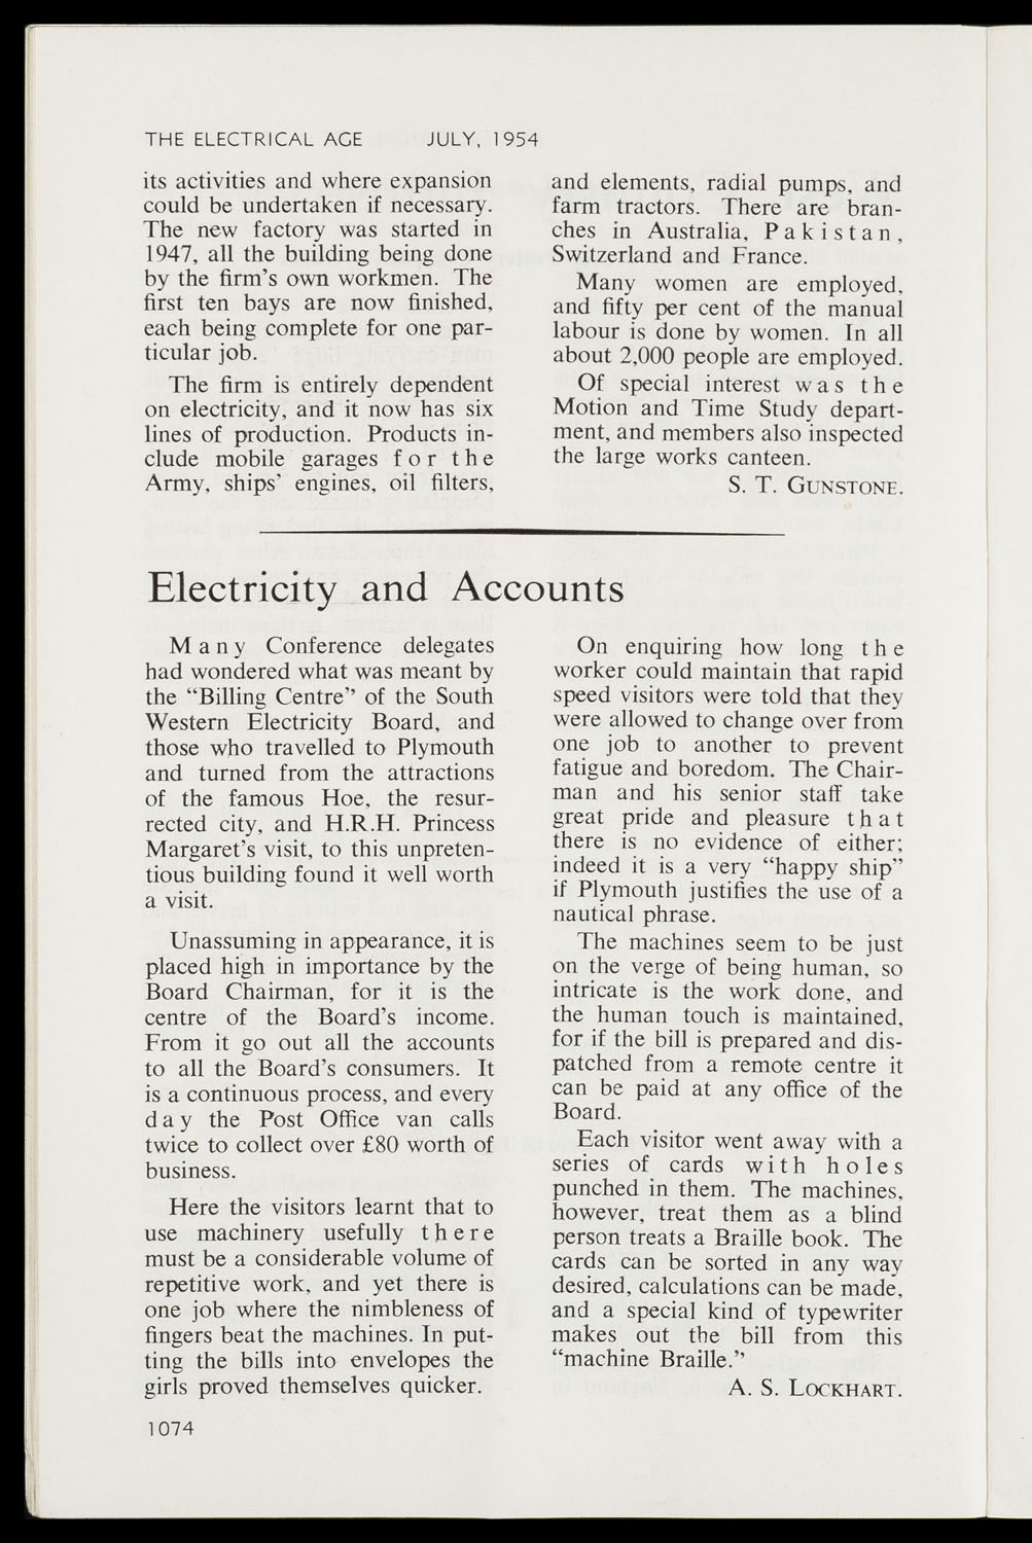 THE ELECTRICAL AGE JULY, 1954
its activities and where expansion
could be undertaken if necessary.
The new factory was started in
1947, all the building being done
by the firm's own workmen. The
first ten bays are now finished,
each being complete for one par-
ticular job.
The firm is entirely dependent
on electricity, and it now has six
lines of production. Products in-
clude mobile garages for the
Army, ships' engines, oil filters,
and elements, radial pumps, and
farm tractors. There are bran-
ches in Australia, Pakistan,
Switzerland and France.
Many women are employed,
and fifty per cent of the manual
labour is done by women. In all
about 2,000 people are employed.
Of special interest was the
Motion and Time Study depart-
ment, and members also inspected
the large works canteen.
S. T. GUNSTONE.
Electricity and Accounts
Many Conference delegates
had wondered what was meant by
the "Billing Centre" of the South
Western Electricity Board, and
those who travelled to Plymouth
and turned from the attractions
of the famous Hoe, the resur-
rected city, and H.R.H. Princess
Margaret's visit, to this unpreten-
tious building found it well worth
a visit.
Unassuming in appearance, it is
placed high in importance by the
Board Chairman, for it is the
centre of the Board's income.
From it go out all the accounts
to all the Board's consumers. It
is a continuous process, and every
day the Post Office van calls
twice to collect over £80 worth of
business.
Here the visitors learnt that to
use machinery usefully there
must be a considerable volume of
repetitive work, and yet there is
one job where the nimbleness of
fingers beat the machines. In put-
ting the bills into envelopes the
girls proved themselves quicker.
On enquiring how long the
worker could maintain that rapid
speed visitors were told that they
were allowed to change over from
one job to another to prevent
fatigue and boredom. The Chair-
man and his senior staff take
great pride and pleasure that
there is no evidence of either;
indeed it is a very "happy ship"
if Plymouth justifies the use of a
nautical phrase.
The machines seem to be just
on the verge of being human, so
intricate is the work done, and
the human touch is maintained,
for if the bill is prepared and dis-
patched from a remote centre it
can be paid at any office of the
Board.
Each visitor went away with a
series of cards with holes
punched in them. The machines,
however, treat them as a blind
person treats a Braille book. The
cards can be sorted in any way
desired, calculations can be made,
and a special kind of typewriter
makes out the bill from this
"machine Braille."
A. S. LOCKHART.
1074